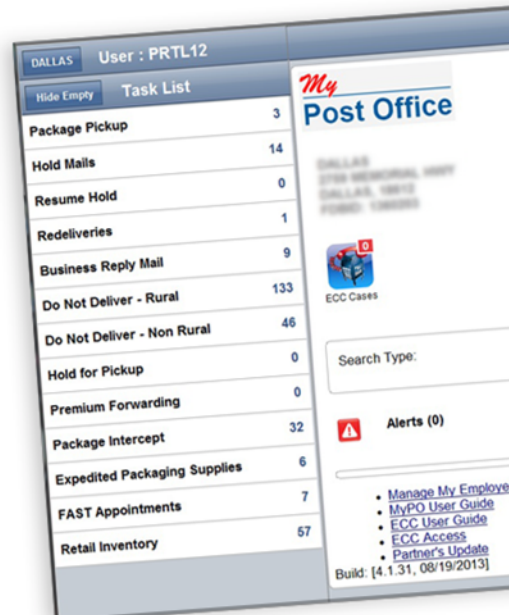 DALLAS User : PRTL12
Hide Empty Task List
Package Pickup 3
Hold Mails 14
Resume Hold 0
Redeliveries 1
Business Reply Mail 9
Do Not Deliver - Rural 133
Do Not Deliver - Non Rural 46
Hold for Pickup 0
Premium Forwarding 0
Package Intercept 32
Expedited Packaging Supplies 6
FAST Appointments 7
Retail Inventory 57
My
Post Office
0
ECC Cases
Search Type:
Alerts (0)
Manage My Employe
MyPO User Guide
ECC User Guide
ECC Access
Partner's Update
Build: [4.1.31, 08/19/2013]